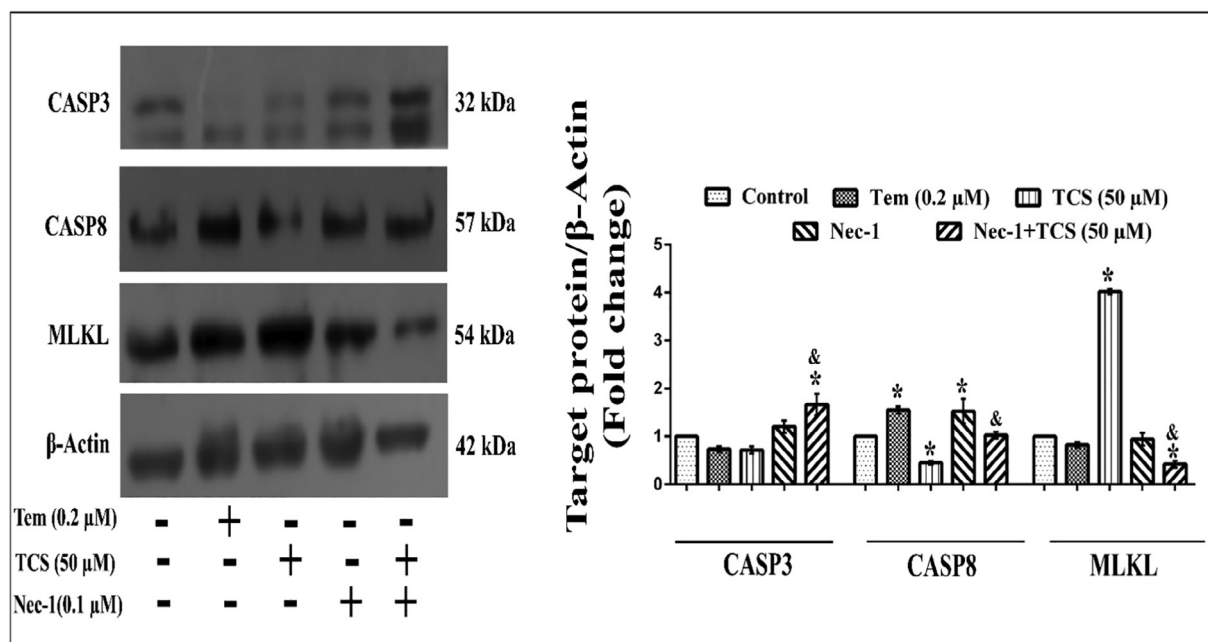 CASP3 32 kDa
CASP8 57 kDa
MLKL 54 kDa
β-Actin 42 kDa
Tem (0.2 μM) - + - - -
TCS (50 μM) - - + - +
Nec-1(0.1 μM) - - - + +
Target protein/β-Actin
(Fold change)
Control Tem (0.2 μM) TCS (50 μM)
Nec-1 Nec-1+TCS (50 μM)
5
4
3
2
1
0
&
*
*
*
*
&
*
&
*
CASP3 CASP8 MLKL